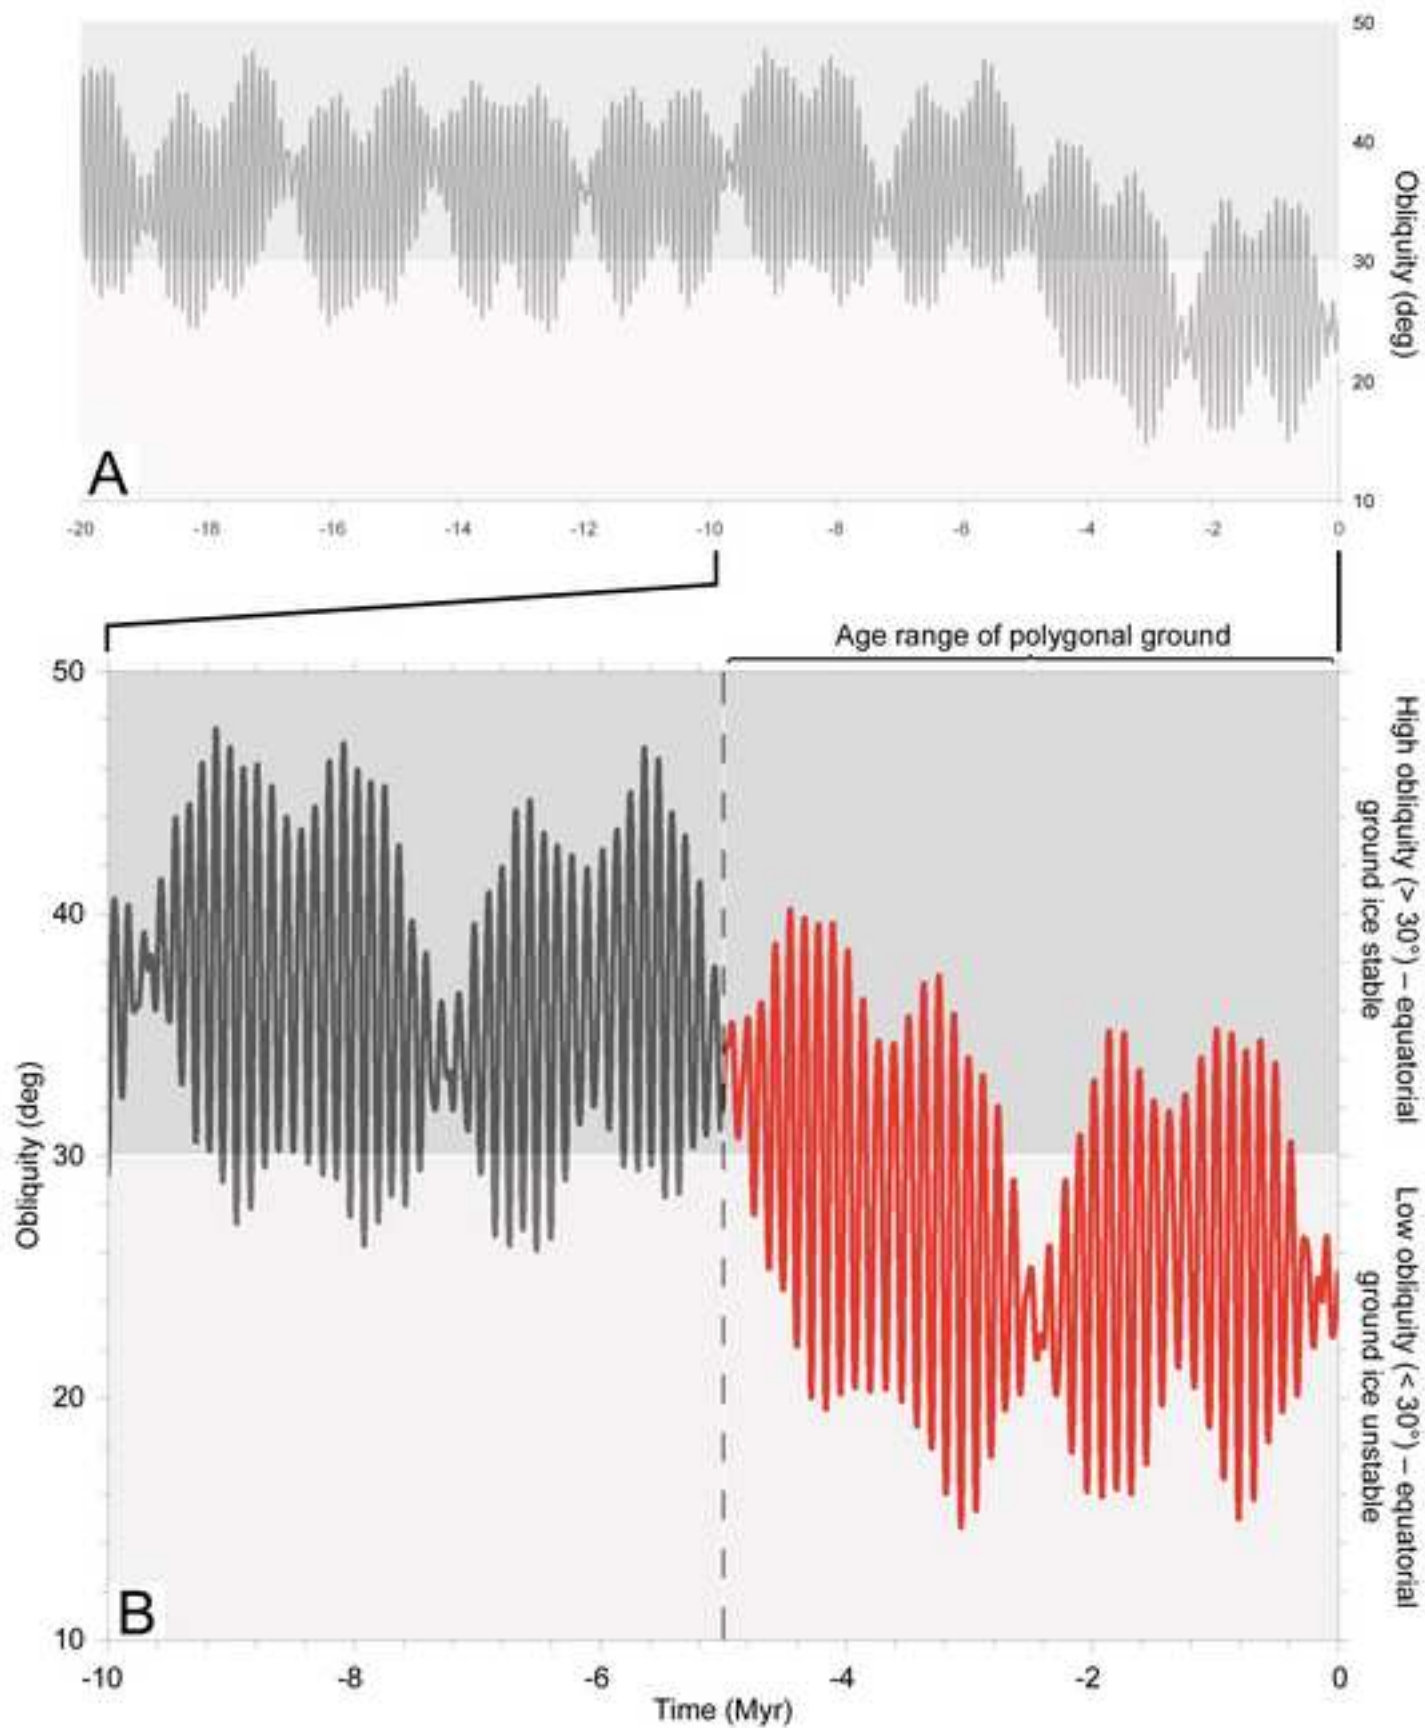 50
40
30
20
10
Obliquity (deg)
A
-20 -18 -16 -14 -12 -10 -8 -6 -4 -2 0
Age range of polygonal ground
50
40
30
20
10
Obliquity (deg)
High obliquity (> 30°) – equatorial
ground ice stable
Low obliquity (< 30°) – equatorial
ground ice unstable
B
-10 -8 -6 -4 -2 0
Time (Myr)